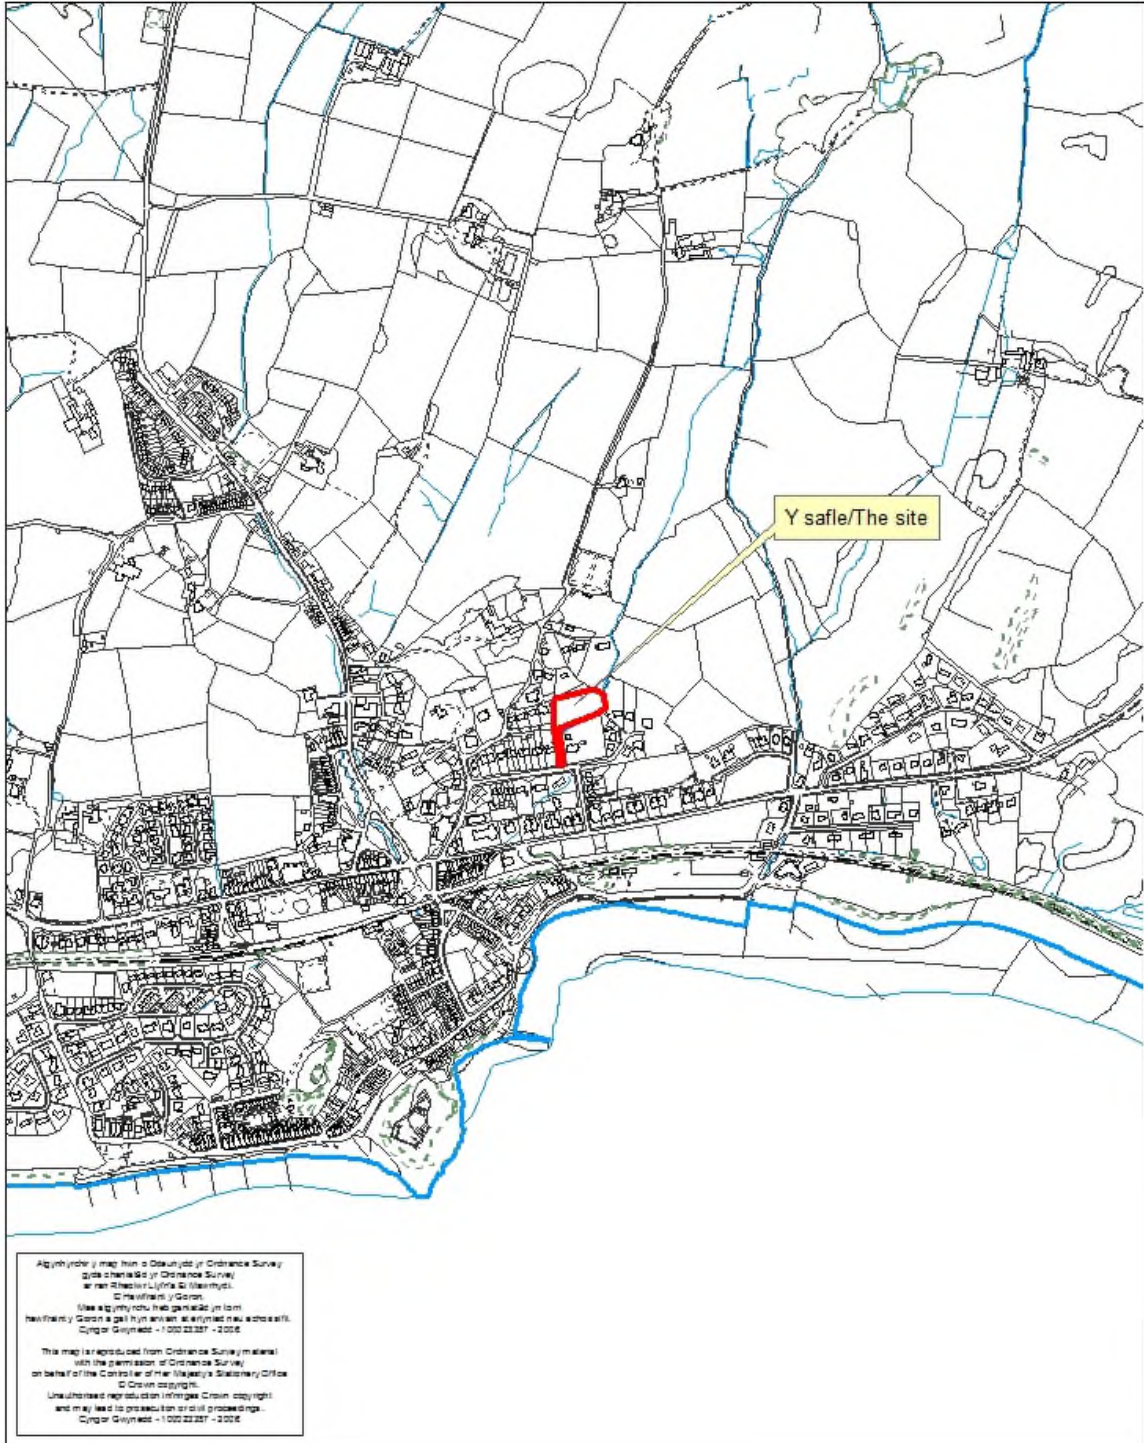 Y safle/The site
Algynhyrchir y map hwn o Ddeunydd yr Ordnance Survey
gyda chaniatâd yr Ordnance Survey
ar ran Rheolwr Llyfrfa Ei Mawrhydi.
© Hawlfraint y Goron.
Mae atgynhyrchu heb ganiatâd yn torri
hawlfraint y Goron a gall hyn arwain at erlyniad neu achos sifil.
Cyngor Gwynedd - 100023387 -
This map is reproduced from Ordnance Survey material
with the permission of Ordnance Survey
on behalf of the Controller of Her Majesty's Stationery Office
© Crown copyright.
Unauthorised reproduction infringes Crown copyright
and may lead to prosecution or civil proceedings.
Cyngor Gwynedd - 100023387 -